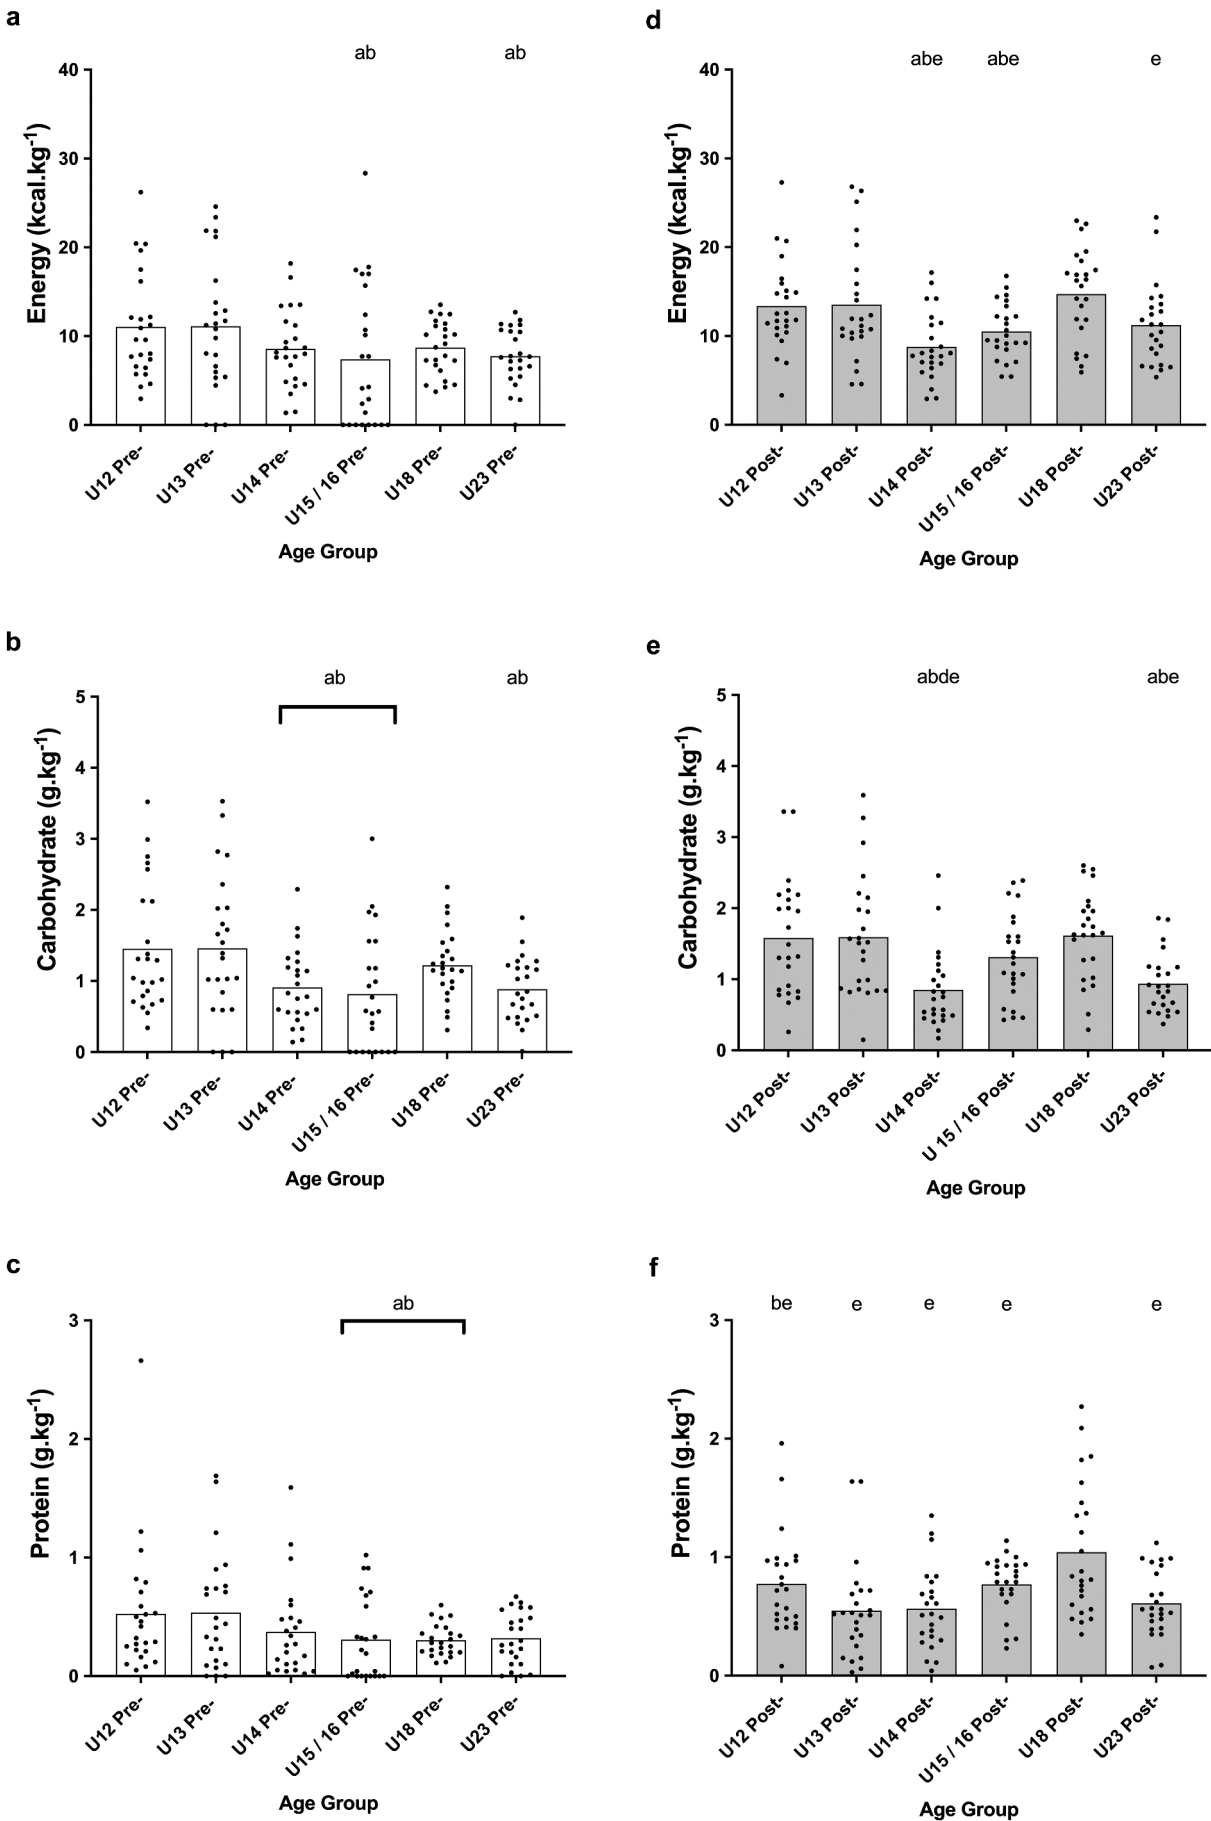 a
ab ab
Energy (kcal.kg⁻¹)
40
30
20
10
0
U12 Pre-
U13 Pre-
U14 Pre-
U15 / 16 Pre-
U18 Pre-
U23 Pre-
Age Group
d
abe abe e
Energy (kcal.kg⁻¹)
40
30
20
10
0
U12 Post-
U13 Post-
U14 Post-
U15 / 16 Post-
U18 Post-
U23 Post-
Age Group
b
ab ab
Carbohydrate (g.kg⁻¹)
5
4
3
2
1
0
U12 Pre-
U13 Pre-
U14 Pre-
U15 / 16 Pre-
U18 Pre-
U23 Pre-
Age Group
e
abde abe
Carbohydrate (g.kg⁻¹)
5
4
3
2
1
0
U12 Post-
U13 Post-
U14 Post-
U 15 / 16 Post-
U18 Post-
U23 Post-
Age Group
c
ab
Protein (g.kg⁻¹)
3
2
1
0
U12 Pre-
U13 Pre-
U14 Pre-
U15 / 16 Pre-
U18 Pre-
U23 Pre-
Age Group
f
be e e e e
Protein (g.kg⁻¹)
3
2
1
0
U12 Post-
U13 Post-
U14 Post-
U15 / 16 Post-
U18 Post-
U23 Post-
Age Group